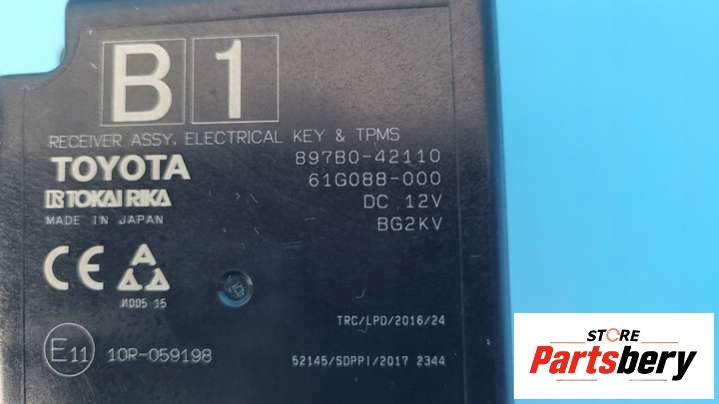 B 1
RECEIVER ASSY, ELECTRICAL KEY & TPMS
TOYOTA 897B0-42110
TOKAI RIKA 61G088-000
MADE IN JAPAN DC 12V
BG2KV
CE
M005 15
TRC/LPD/2016/24
E11 10R-059198
52145/SDPPI/2017 2344
STORE
Partsbery